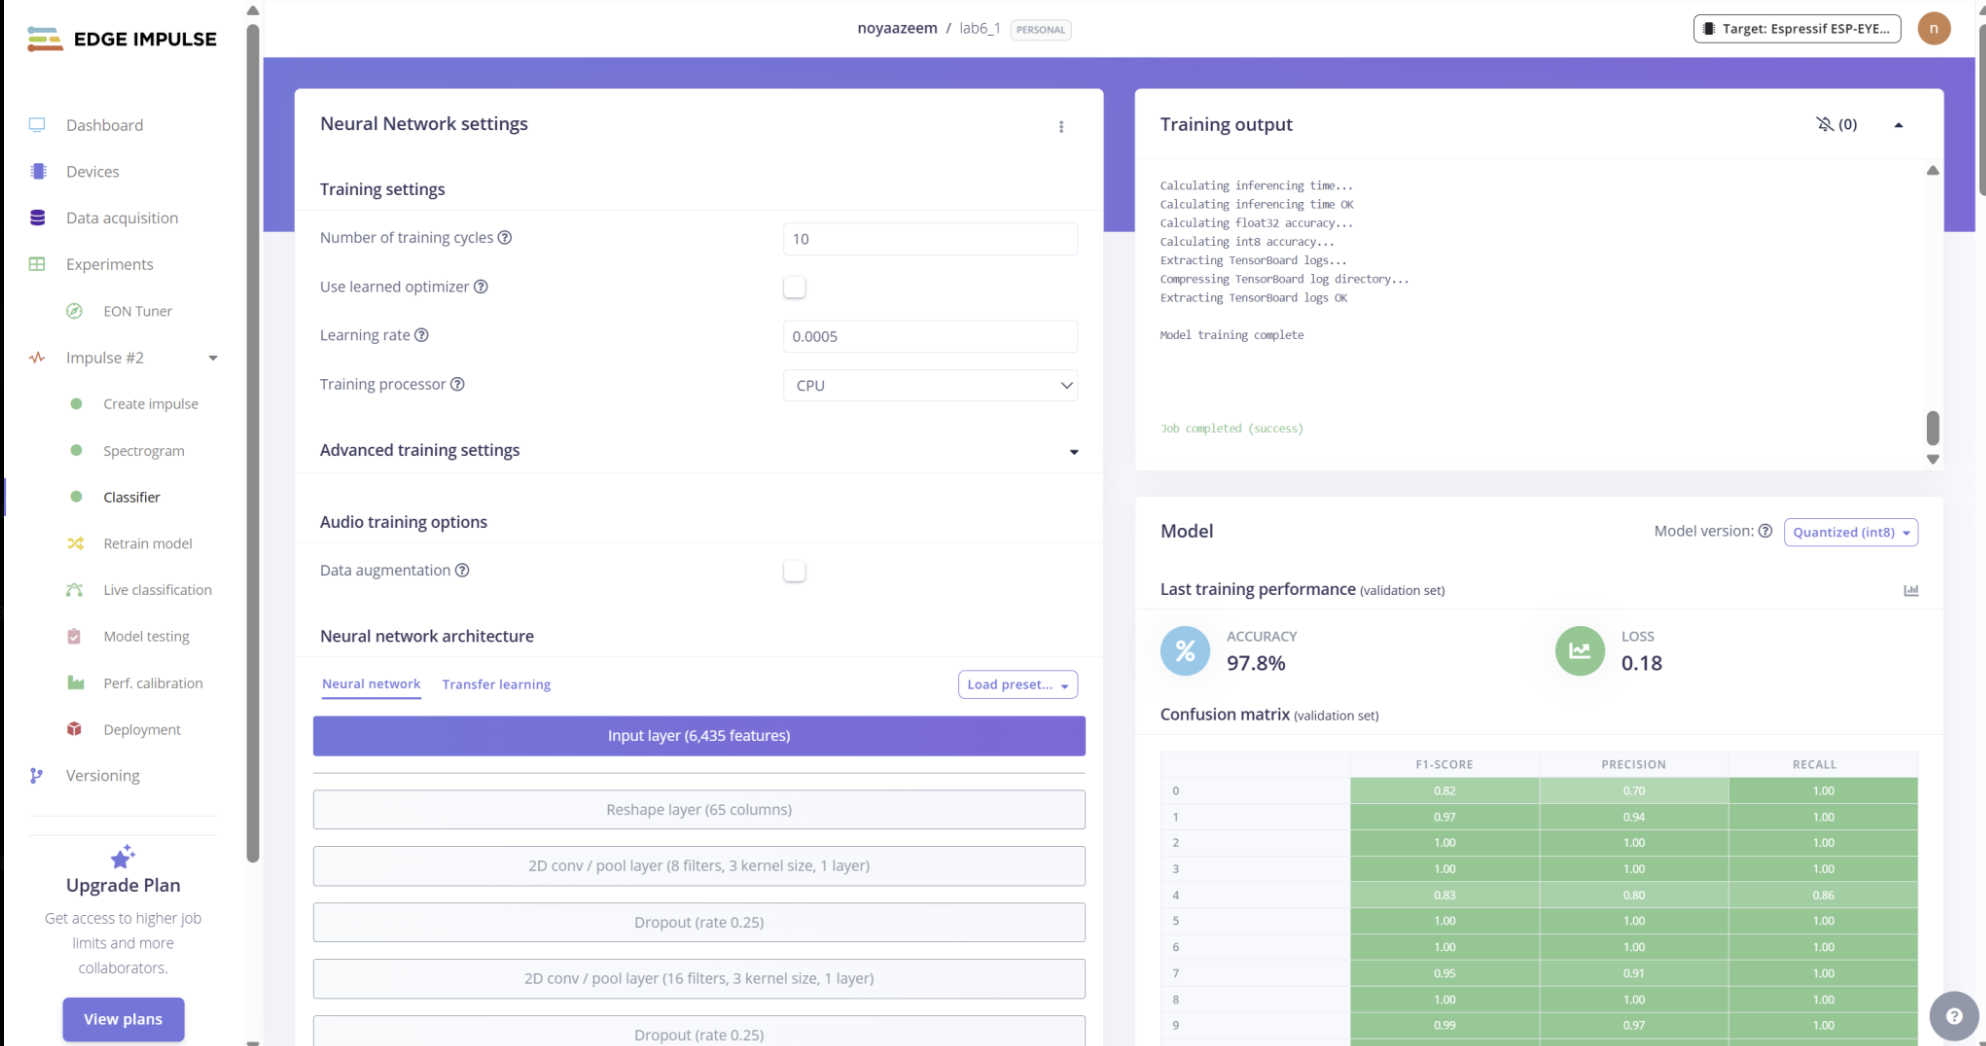 EDGE IMPULSE
noyaazeem / lab6_1 PERSONAL
Target: Espressif ESP-EYE...
n
Dashboard
Devices
Data acquisition
Experiments
EON Tuner
Impulse #2
Create impulse
Spectrogram
Classifier
Retrain model
Live classification
Model testing
Perf. calibration
Deployment
Versioning
Upgrade Plan
Get access to higher job
limits and more
collaborators.
View plans
Neural Network settings
Training settings
Number of training cycles ? 10
Use learned optimizer ?
Learning rate ? 0.0005
Training processor ? CPU
Advanced training settings
Audio training options
Data augmentation ?
Neural network architecture
Neural network Transfer learning Load preset...
Input layer (6,435 features)
Reshape layer (65 columns)
2D conv / pool layer (8 filters, 3 kernel size, 1 layer)
Dropout (rate 0.25)
2D conv / pool layer (16 filters, 3 kernel size, 1 layer)
Dropout (rate 0.25)
Training output (0)
Calculating inferencing time...
Calculating inferencing time OK
Calculating float32 accuracy...
Calculating int8 accuracy...
Extracting TensorBoard logs...
Compressing TensorBoard log directory...
Extracting TensorBoard logs OK
Model training complete
Job completed (success)
Model Model version: ? Quantized (int8)
Last training performance (validation set)
% ACCURACY
97.8%
LOSS
0.18
Confusion matrix (validation set)
F1-SCORE PRECISION RECALL
0 0.82 0.70 1.00
1 0.97 0.94 1.00
2 1.00 1.00 1.00
3 1.00 1.00 1.00
4 0.83 0.80 0.86
5 1.00 1.00 1.00
6 1.00 1.00 1.00
7 0.95 0.91 1.00
8 1.00 1.00 1.00
9 0.99 0.97 1.00
?